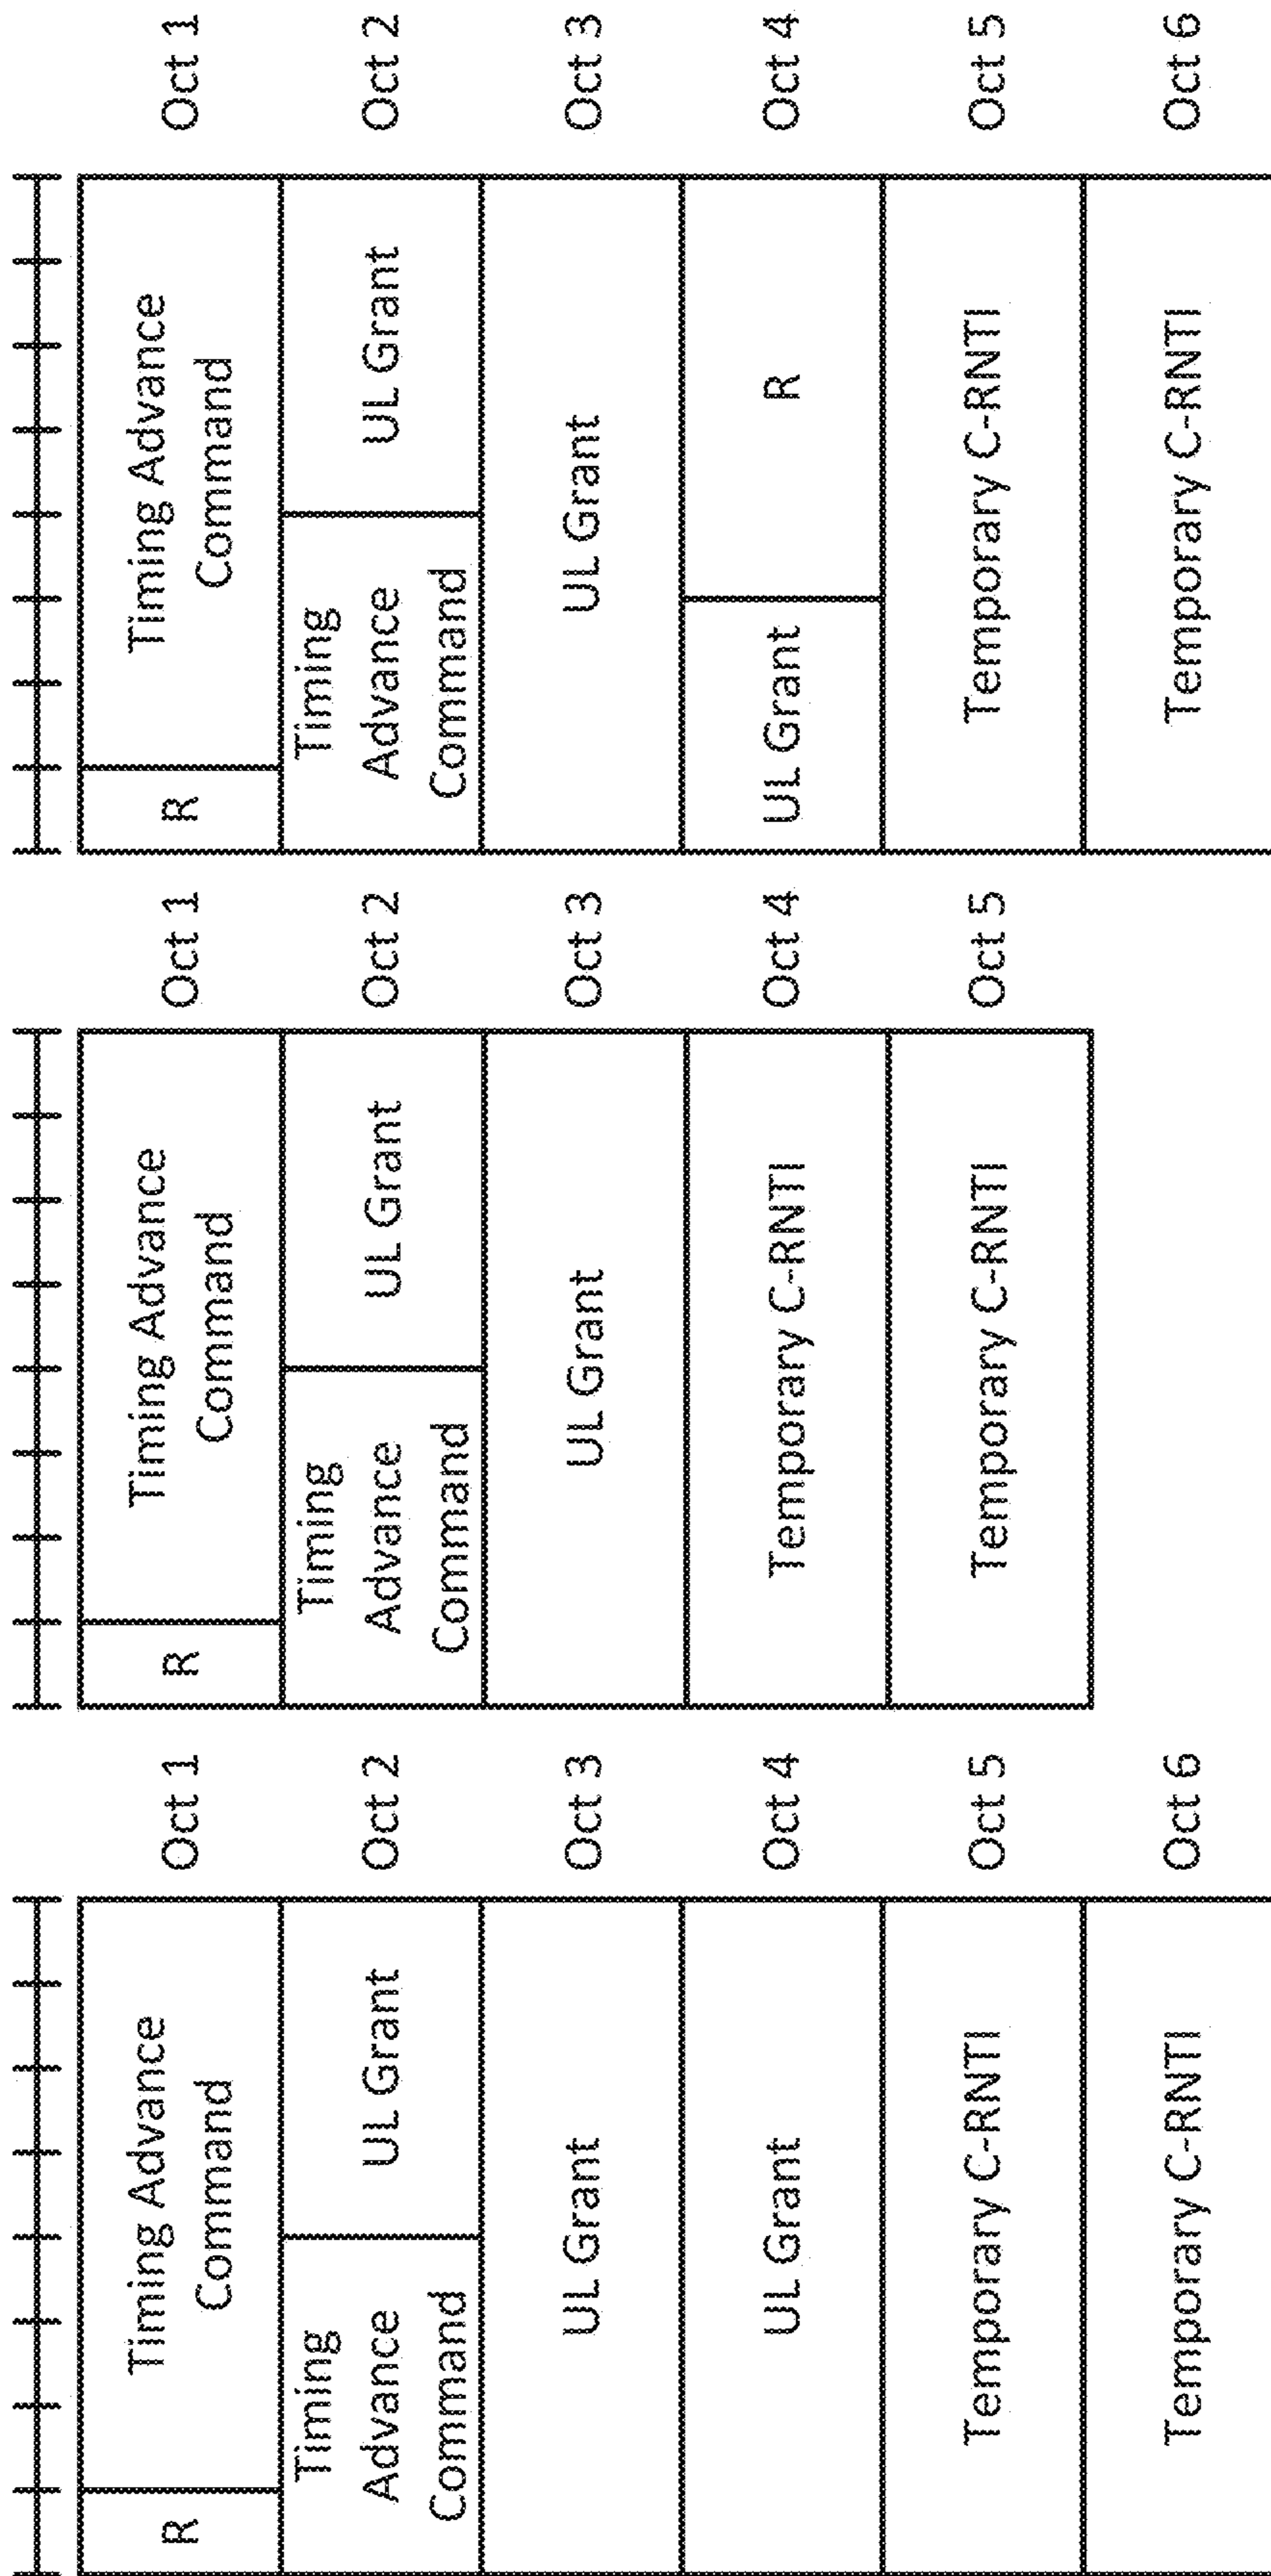 R
Timing Advance
Command
Oct 1
Timing
Advance
Command
UL Grant
Oct 2
UL Grant
Oct 3
UL Grant
Oct 4
Temporary C-RNTI
Oct 5
Temporary C-RNTI
Oct 6
R
Timing Advance
Command
Oct 1
Timing
Advance
Command
UL Grant
Oct 2
UL Grant
Oct 3
Temporary C-RNTI
Oct 4
Temporary C-RNTI
Oct 5
R
Timing Advance
Command
Oct 1
Timing
Advance
Command
UL Grant
Oct 2
UL Grant
Oct 3
UL Grant
R
Oct 4
Temporary C-RNTI
Oct 5
Temporary C-RNTI
Oct 6